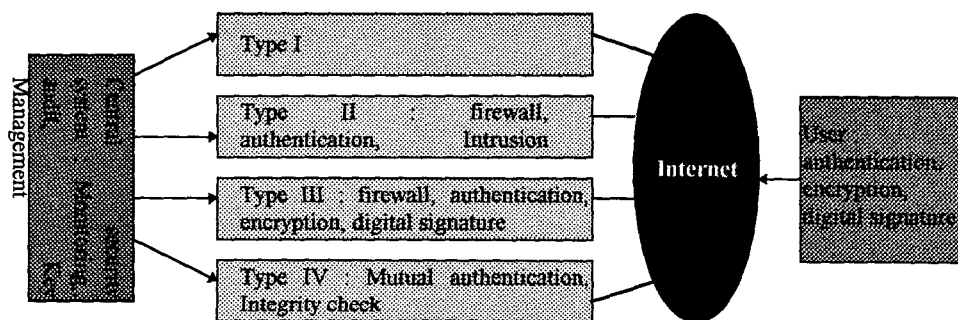 Central security
system : Monitoring,
audit, Key
Management
Type I
Type II : firewall,
authentication, Intrusion
Type III : firewall, authentication,
encryption, digital signature
Type IV : Mutual authentication,
Integrity check
Internet
User :
authentication,
encryption,
digital signature